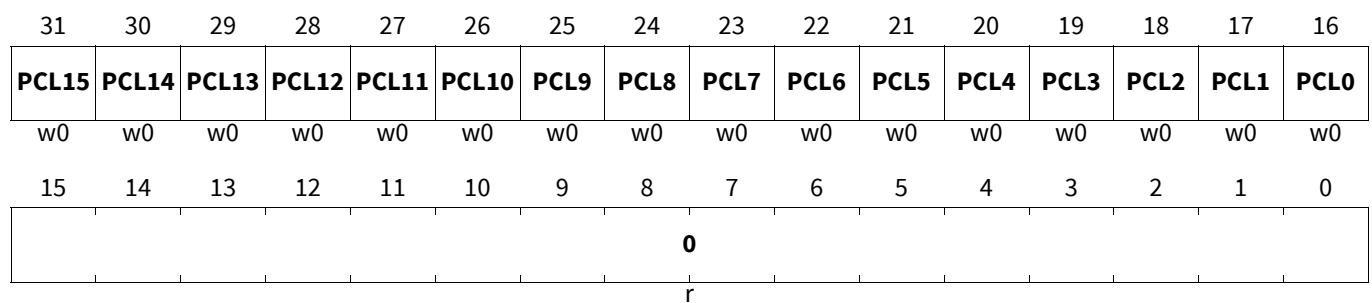 31 30 29 28 27 26 25 24 23 22 21 20 19 18 17 16
PCL15 PCL14 PCL13 PCL12 PCL11 PCL10 PCL9 PCL8 PCL7 PCL6 PCL5 PCL4 PCL3 PCL2 PCL1 PCL0
w0 w0 w0 w0 w0 w0 w0 w0 w0 w0 w0 w0 w0 w0 w0 w0
15 14 13 12 11 10 9 8 7 6 5 4 3 2 1 0
0
r